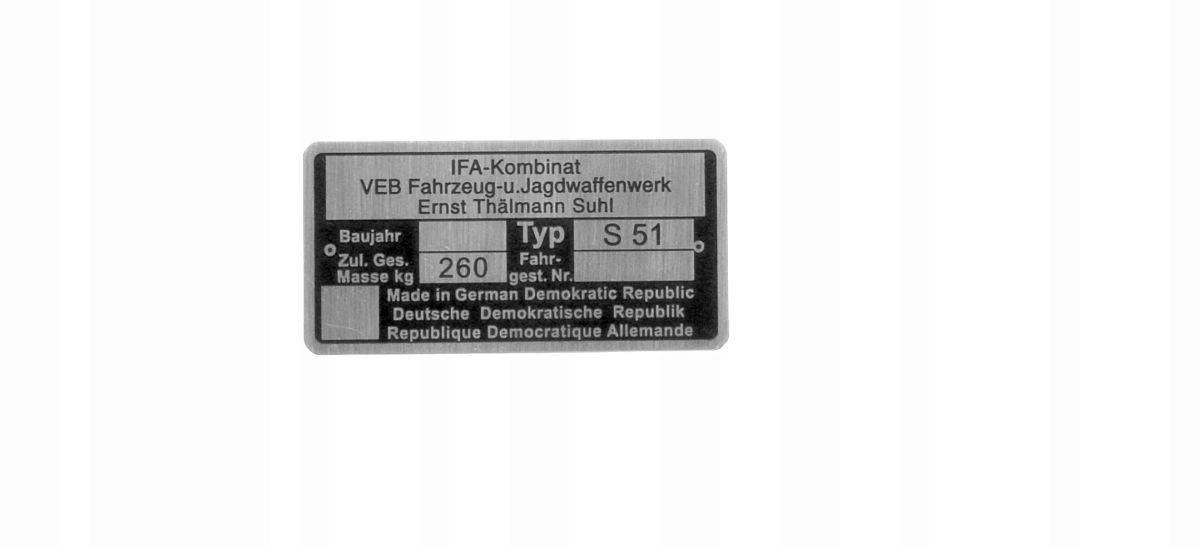 IFA-Kombinat
VEB Fahrzeug-u.Jagdwaffenwerk
Ernst Thälmann Suhl
Baujahr Typ S 51
Zul. Ges. Masse kg 260 Fahr-gest. Nr.
Made in German Demokratic Republic
Deutsche Demokratische Republik
Republique Democratique Allemande